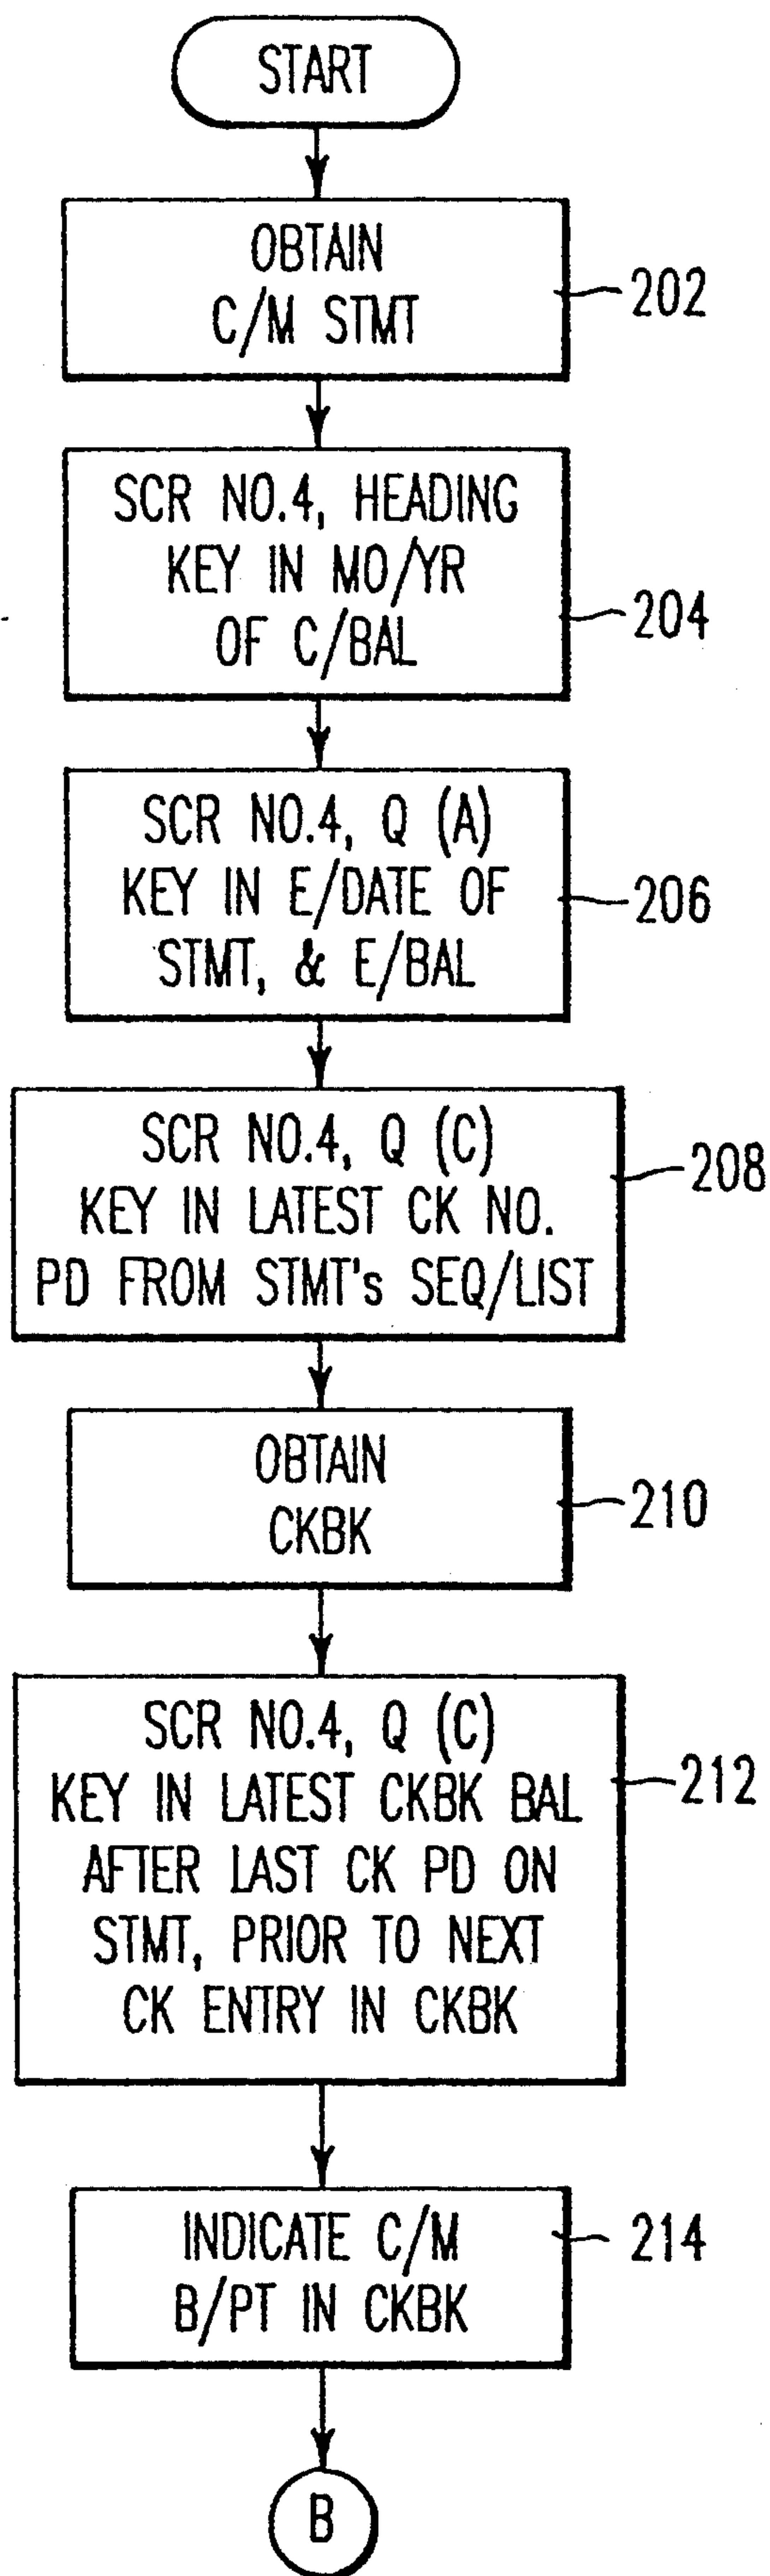 START
OBTAIN
C/M STMT
202
SCR NO.4, HEADING
KEY IN MO/YR
OF C/BAL
204
SCR NO.4, Q (A)
KEY IN E/DATE OF
STMT, & E/BAL
206
SCR NO.4, Q (C)
KEY IN LATEST CK NO.
PD FROM STMT's SEQ/LIST
208
OBTAIN
CKBK
210
SCR NO.4, Q (C)
KEY IN LATEST CKBK BAL
AFTER LAST CK PD ON
STMT, PRIOR TO NEXT
CK ENTRY IN CKBK
212
INDICATE C/M
B/PT IN CKBK
214
B